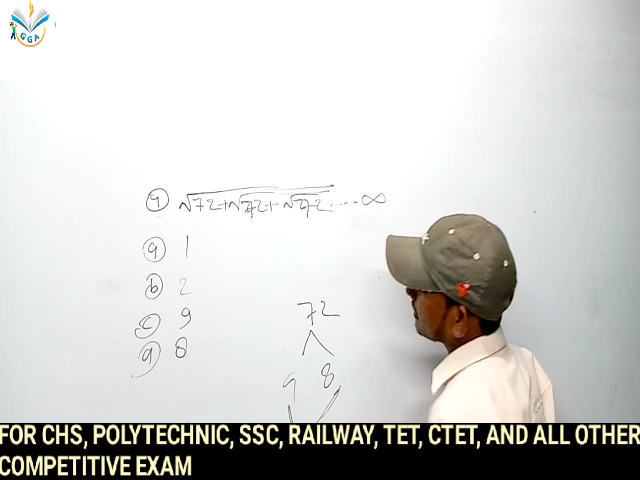 QGA
q √72+√72+√72....∞
a 1
b 2
c 9
d 8
72
9 8
FOR CHS, POLYTECHNIC, SSC, RAILWAY, TET, CTET, AND ALL OTHER
COMPETITIVE EXAM